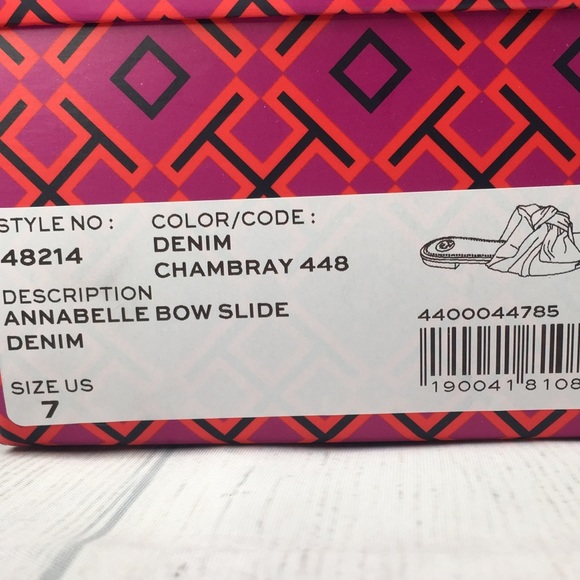 STYLE NO :
48214
COLOR/CODE :
DENIM
CHAMBRAY 448
DESCRIPTION
ANNABELLE BOW SLIDE
DENIM
SIZE US
7
4400044785
190041 8108